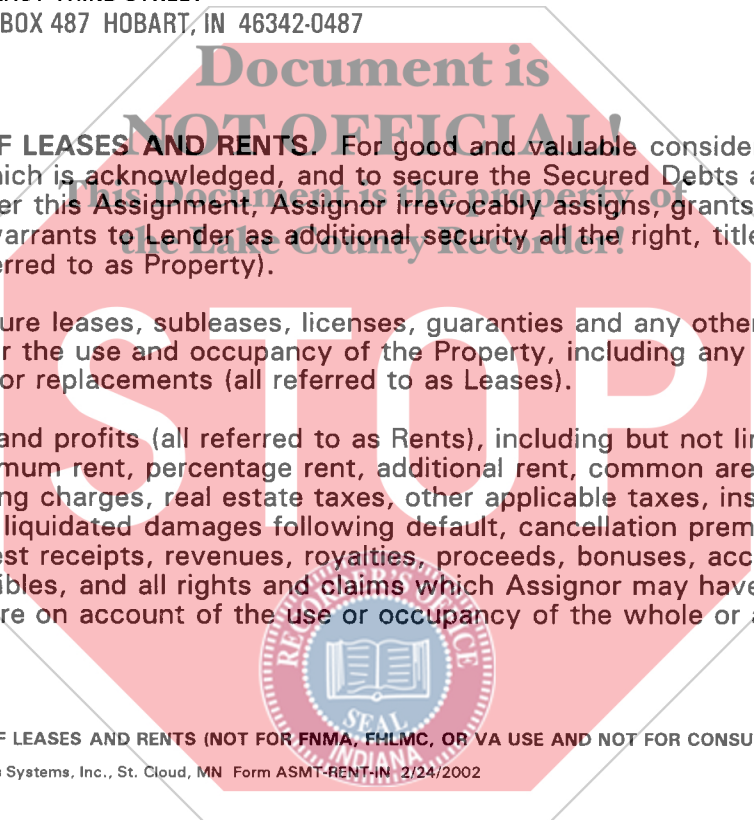 BOX 487 HOBART, IN 46342-0487
Document is
NOT OFFICIAL!
F LEASES AND RENTS. For good and valuable conside
ich is acknowledged, and to secure the Secured Debts a
This Document is the property of
er this Assignment, Assignor irrevocably assigns, grants
varrants to Lender as additional security all the right, title
the Lake County Recorder!
erred to as Property).
STOP
ure leases, subleases, licenses, guaranties and any other
r the use and occupancy of the Property, including any
or replacements (all referred to as Leases).
and profits (all referred to as Rents), including but not lin
mum rent, percentage rent, additional rent, common are
ng charges, real estate taxes, other applicable taxes, ins
liquidated damages following default, cancellation prem
est receipts, revenues, royalties, proceeds, bonuses, acc
ibles, and all rights and claims which Assignor may have
re on account of the use or occupancy of the whole or a
RECORDER'S OFFICE
SEAL
INDIANA
F LEASES AND RENTS (NOT FOR FNMA, FHLMC, OR VA USE AND NOT FOR CONSU
Systems, Inc., St. Cloud, MN Form ASMT-RENT-IN 2/24/2002